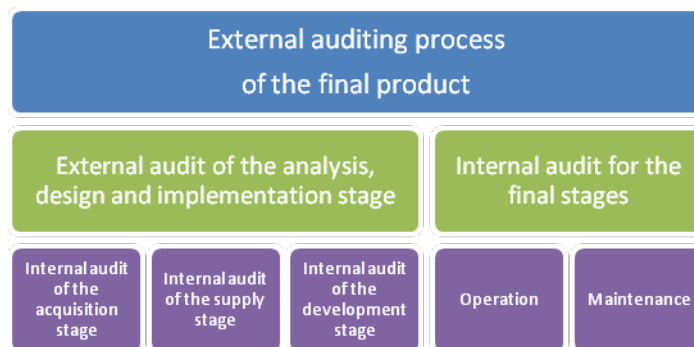 External auditing process
of the final product
External audit of the analysis,
design and implementation stage
Internal audit for the
final stages
Internal audit
of the
acquisition
stage
Internal audit
of the supply
stage
Internal audit
of the
development
stage
Operation
Maintenance